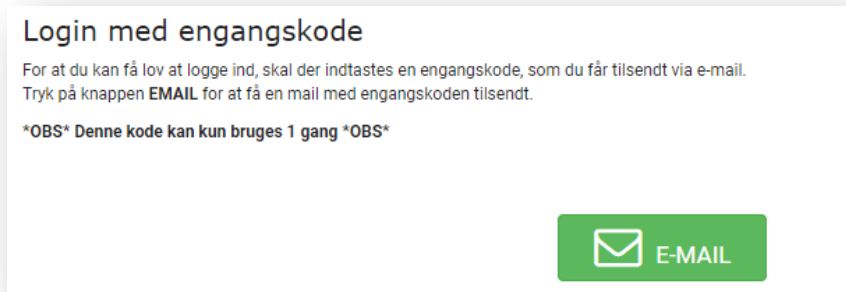 Login med engangskode
For at du kan få lov at logge ind, skal der indtastes en engangskode, som du får tilsendt via e-mail.
Tryk på knappen EMAIL for at få en mail med engangskoden tilsendt.
*OBS* Denne kode kan kun bruges 1 gang *OBS*
E-MAIL